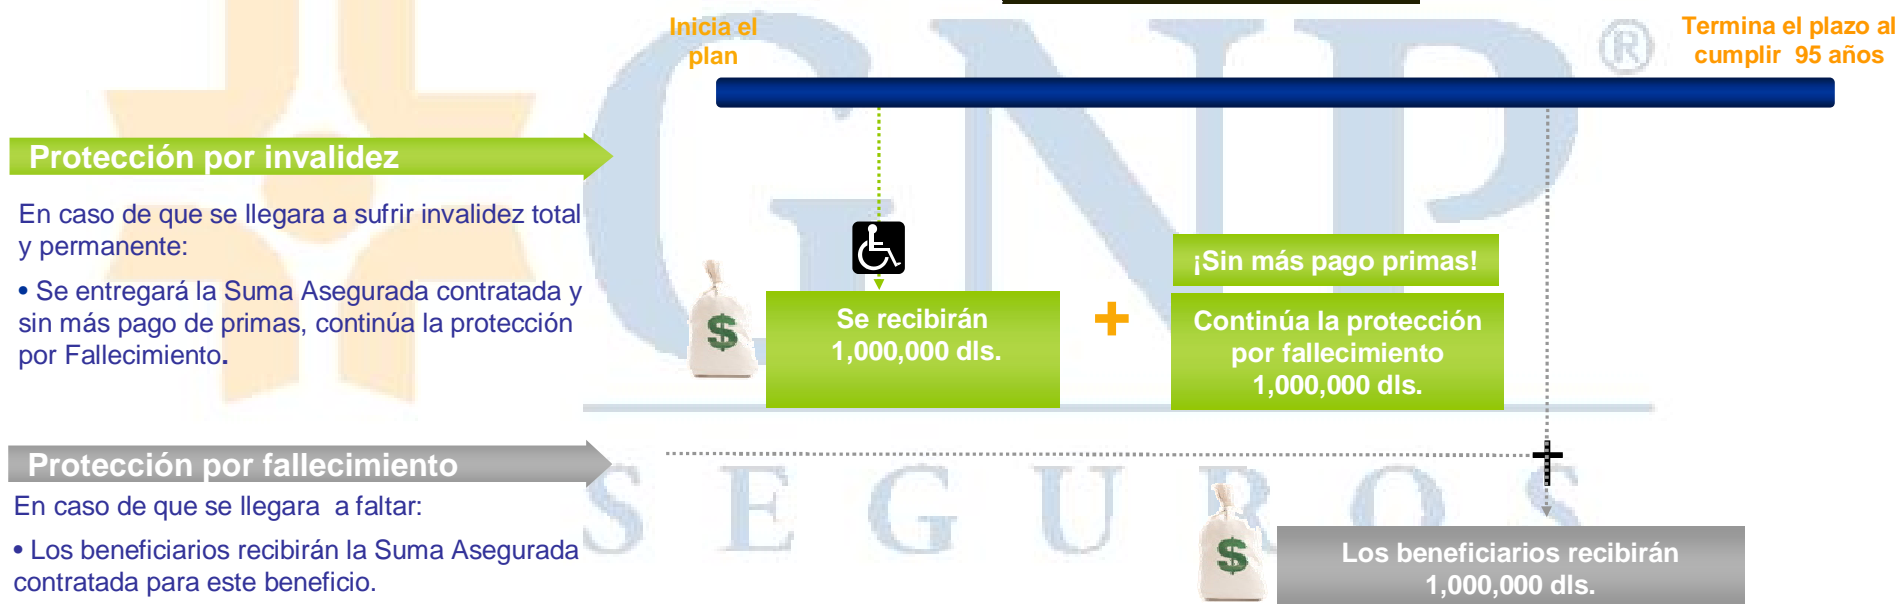 Inicia el
plan
Termina el plazo al
cumplir 95 años
GNP®
Protección por invalidez
En caso de que se llegara a sufrir invalidez total
y permanente:
• Se entregará la Suma Asegurada contratada y
sin más pago de primas, continúa la protección
por Fallecimiento.
$
Se recibirán
1,000,000 dls.
+
¡Sin más pago primas!
Continúa la protección
por fallecimiento
1,000,000 dls.
Protección por fallecimiento
En caso de que se llegara a faltar:
• Los beneficiarios recibirán la Suma Asegurada
contratada para este beneficio.
SEGUROS
$
Los beneficiarios recibirán
1,000,000 dls.